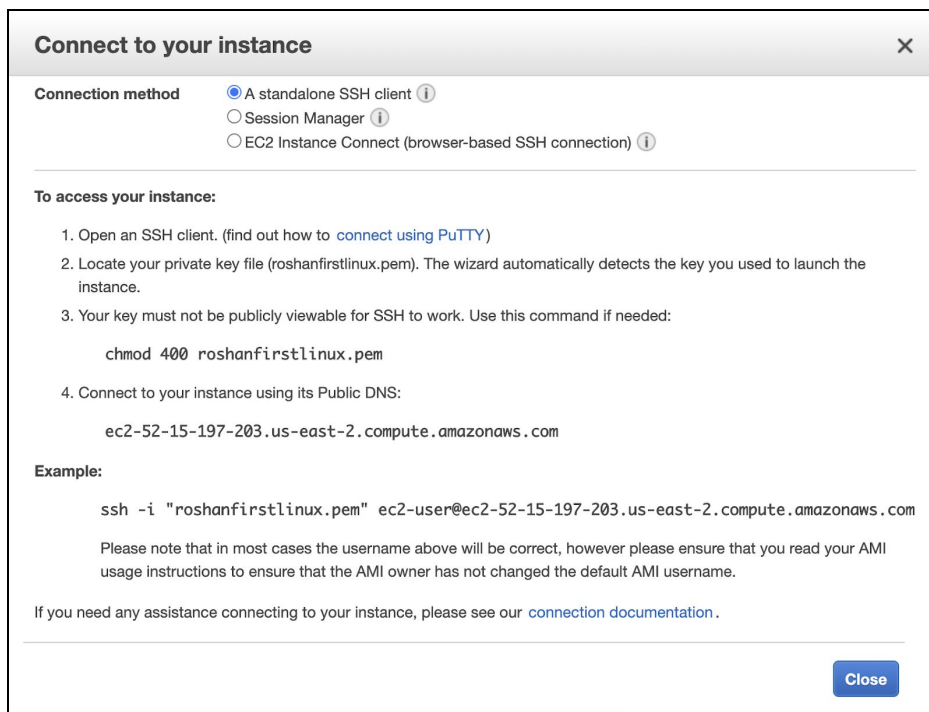 Connect to your instance
Connection method
A standalone SSH client
Session Manager
EC2 Instance Connect (browser-based SSH connection)
To access your instance:
1. Open an SSH client. (find out how to connect using PuTTY)
2. Locate your private key file (roshanfirstlinux.pem). The wizard automatically detects the key you used to launch the
instance.
3. Your key must not be publicly viewable for SSH to work. Use this command if needed:
chmod 400 roshanfirstlinux.pem
4. Connect to your instance using its Public DNS:
ec2-52-15-197-203.us-east-2.compute.amazonaws.com
Example:
ssh -i "roshanfirstlinux.pem" ec2-user@ec2-52-15-197-203.us-east-2.compute.amazonaws.com
Please note that in most cases the username above will be correct, however please ensure that you read your AMI
usage instructions to ensure that the AMI owner has not changed the default AMI username.
If you need any assistance connecting to your instance, please see our connection documentation.
Close